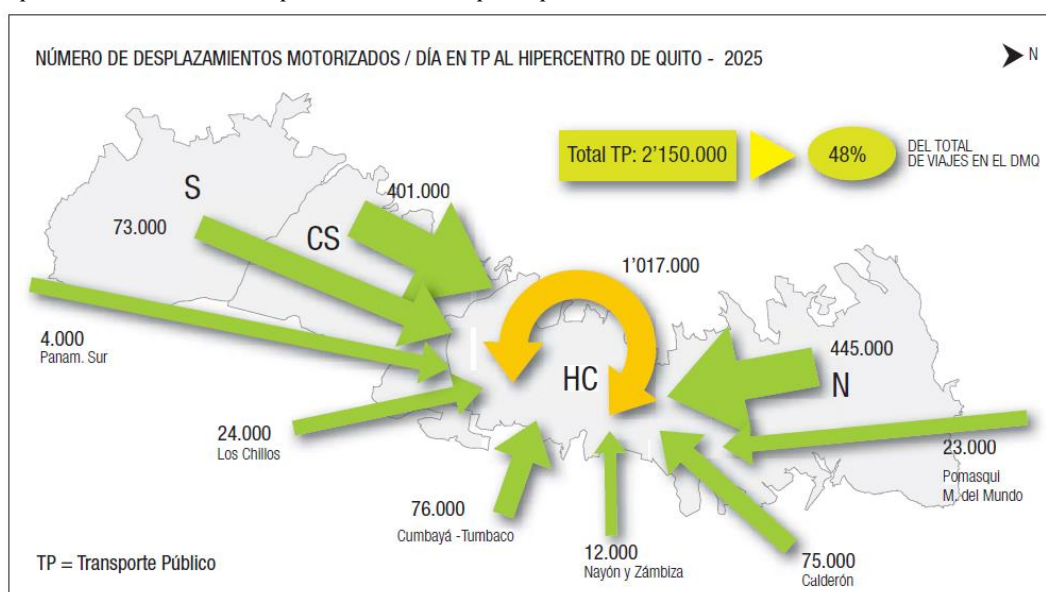 NÚMERO DE DESPLAZAMIENTOS MOTORIZADOS / DÍA EN TP AL HIPERCENTRO DE QUITO - 2025
N
Total TP: 2'150.000
48%
DEL TOTAL
DE VIAJES EN EL DMQ
S
73.000
CS
401.000
1'017.000
4.000
Panam. Sur
HC
445.000
N
24.000
Los Chillos
23.000
Pomasqui
M. del Mundo
76.000
Cumbayá -Tumbaco
12.000
Nayón y Zámbiza
75.000
Calderón
TP = Transporte Público